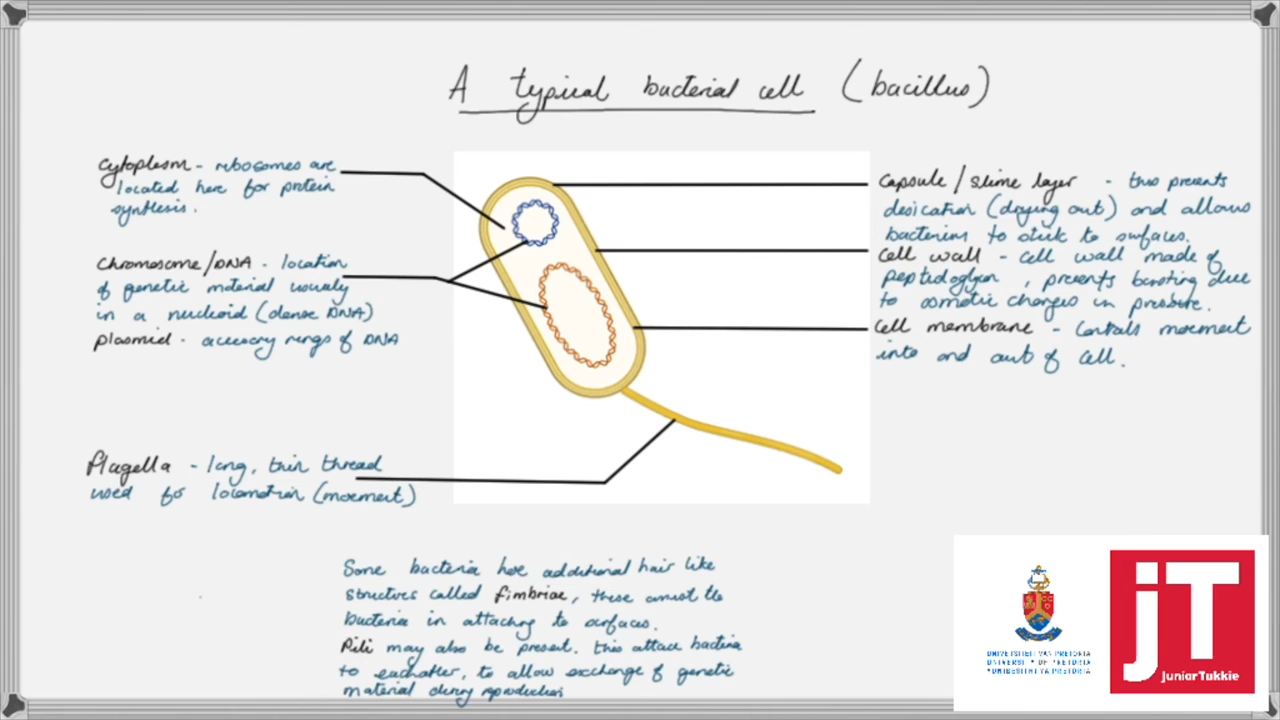 A typical bacterial cell (bacillus)
Cytoplasm - ribosomes are
located here for protein
synthesis.
Chromosome/DNA - location
of genetic material usually
in a nucleoid (dense DNA)
plasmid - accessory rings of DNA
Flagella - long, thin thread
used for locomotion (movement)
Capsule / Slime layer - this prevents
desication (drying out) and allows
bacterium to stick to surfaces.
Cell wall - cell wall made of
peptidoglycan, prevents bursting due
to osmotic changes in pressure.
Cell membrane - controls movement
into and out of cell.
Some bacteria have additional hair like
structures called fimbriae, these assist the
bacteria in attaching to surfaces.
Pili may also be present. this attach bacteria
to eachother, to allow exchange of genetic
material during reproduction
UNIVERSITEIT VAN PRETORIA
UNIVERSITY OF PRETORIA
YUNIBESITHI YA PRETORIA
jT
JuniorTukkie